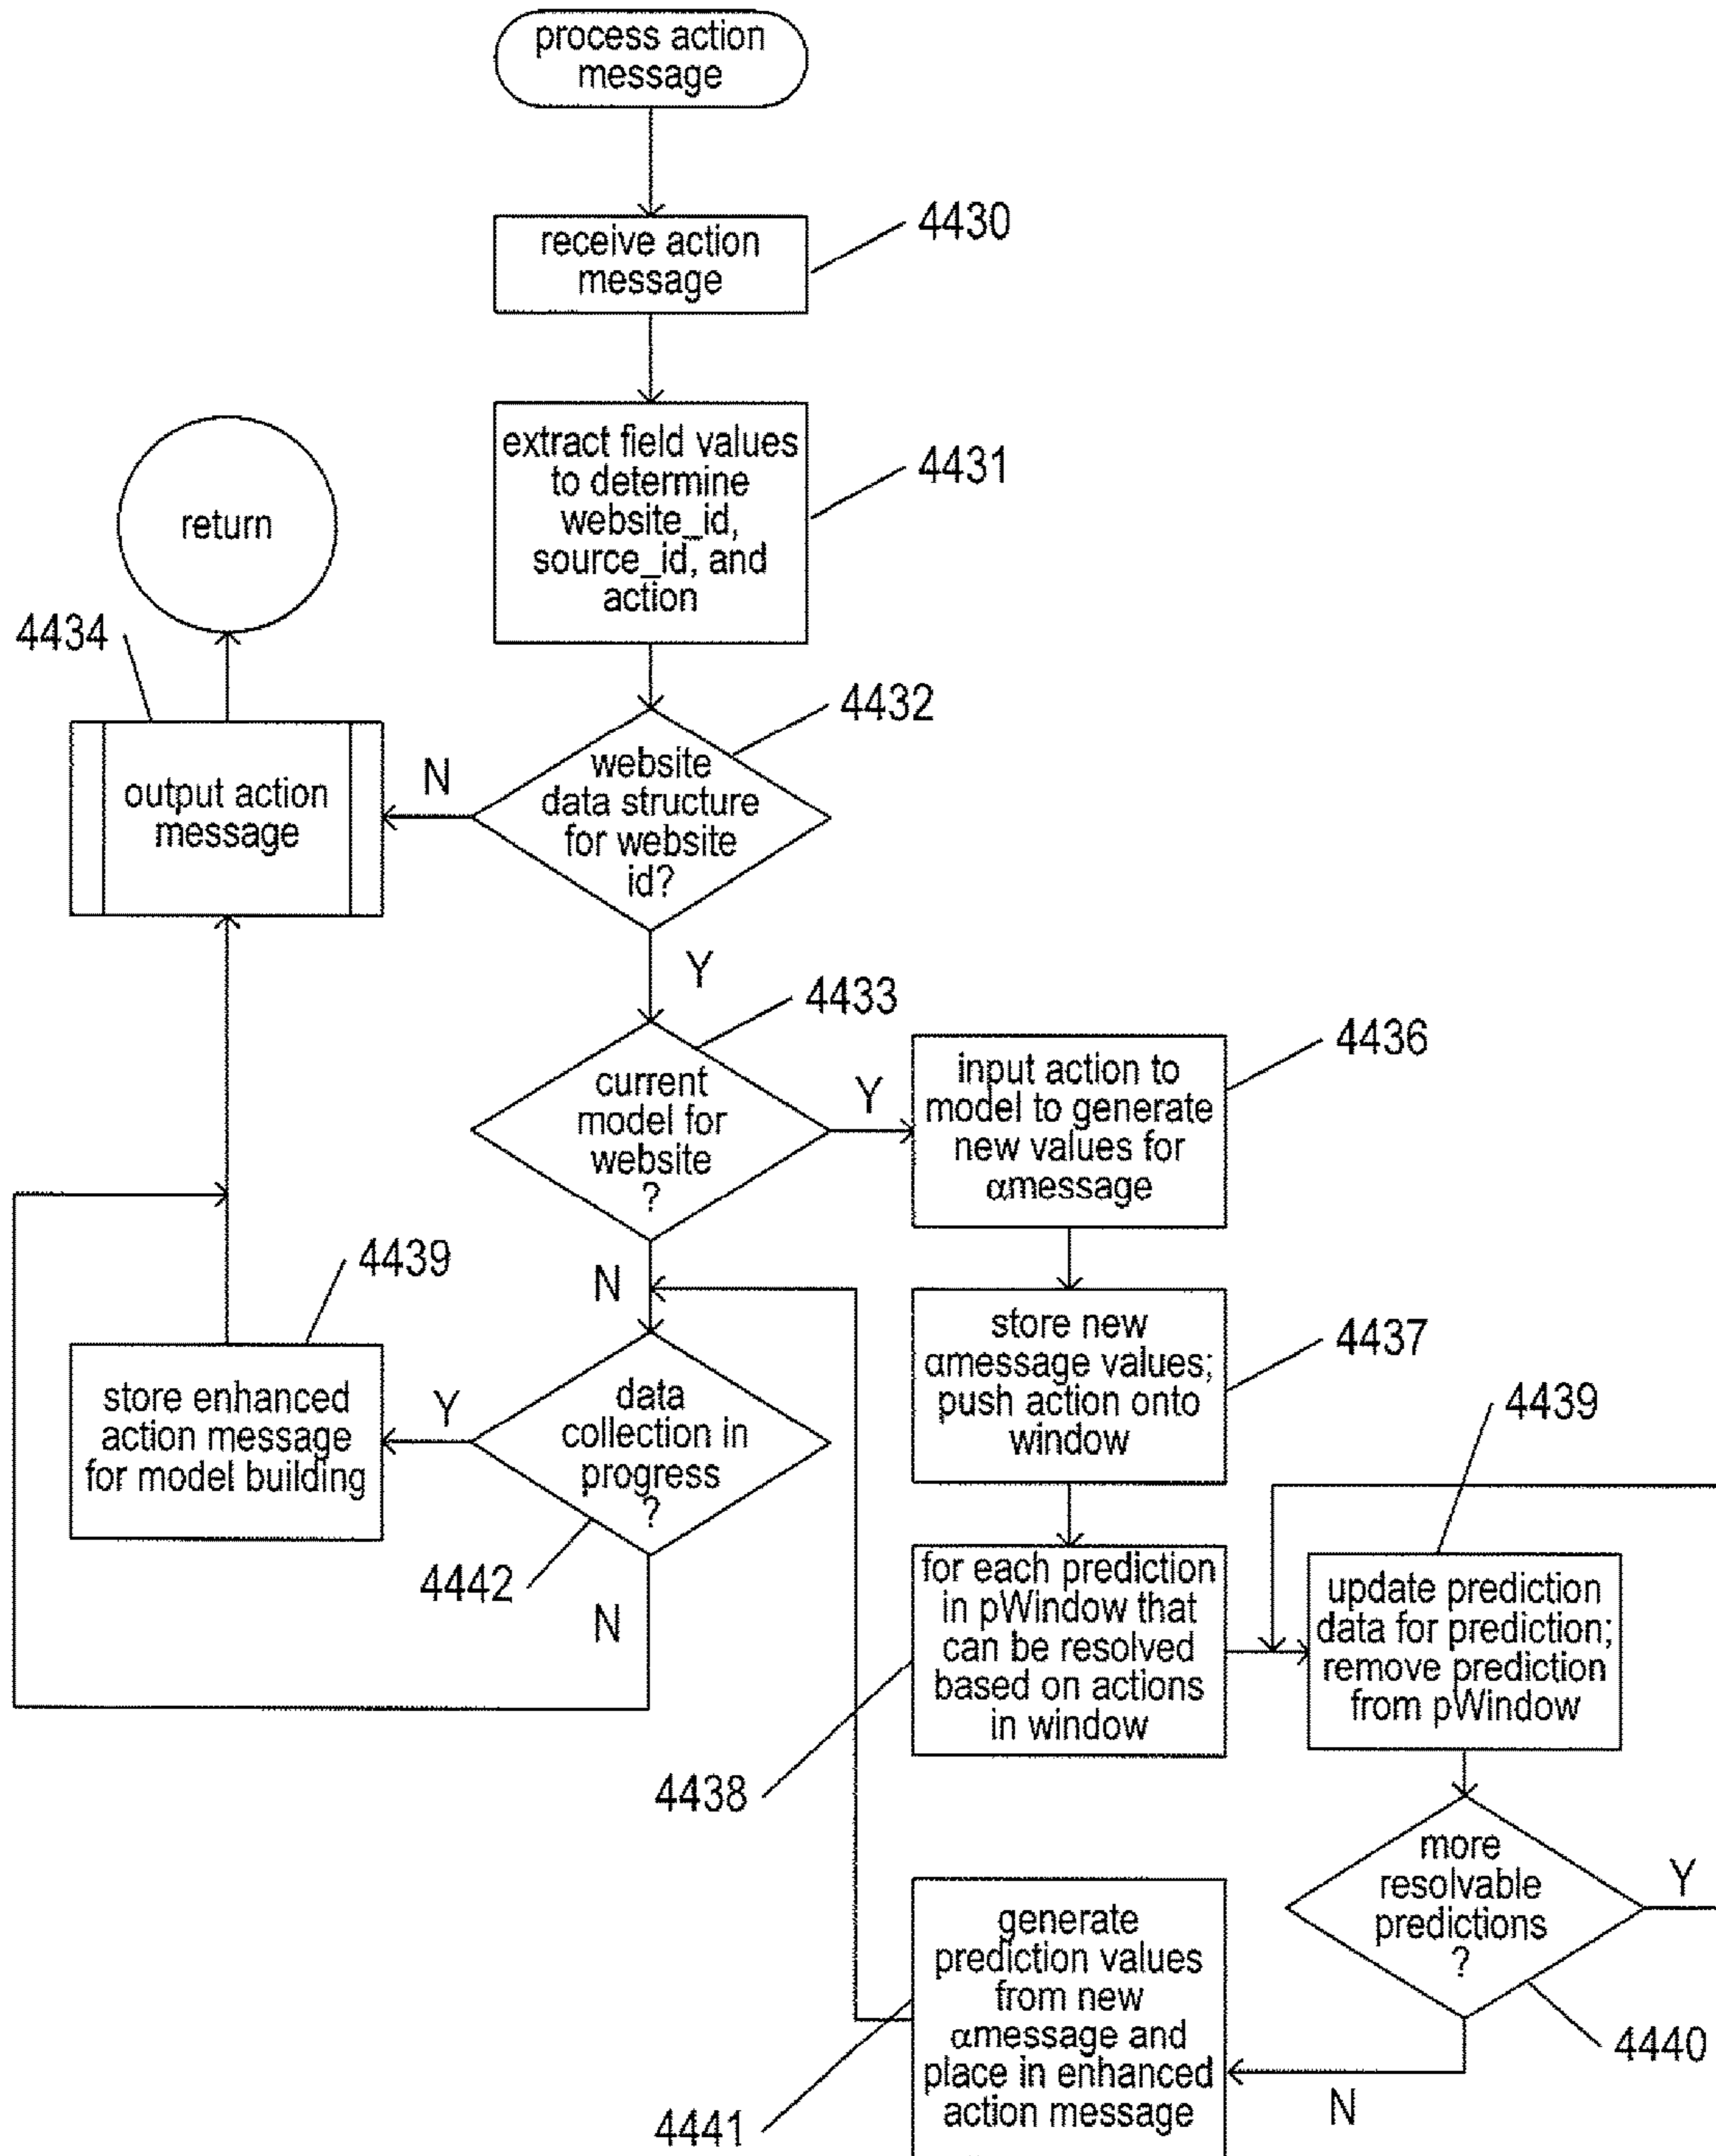 process action
message
receive action
message
4430
extract field values
to determine
website_id,
source_id, and
action
4431
return
4434
output action
message
N
website
data structure
for website
id?
4432
Y
4433
current
model for
website
?
Y
input action to
model to generate
new values for
αmessage
4436
N
4439
store enhanced
action message
for model building
Y
data
collection in
progress
?
4442
N
store new
αmessage values;
push action onto
window
4437
for each prediction
in pWindow that
can be resolved
based on actions
in window
4438
4439
update prediction
data for prediction;
remove prediction
from pWindow
more
resolvable
predictions
?
Y
4440
N
generate
prediction values
from new
αmessage and
place in enhanced
action message
4441